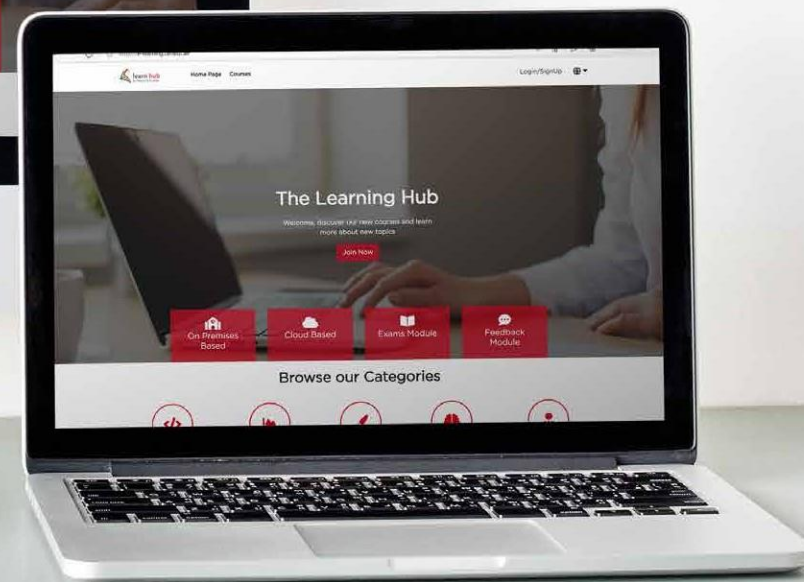 learn hub
Home Page Courses
Login/SignUp
The Learning Hub
Welcome, discover our new courses and learn
more about new topics
Join Now
On Premises
Based
Cloud Based
Exams Module
Feedback
Module
Browse our Categories